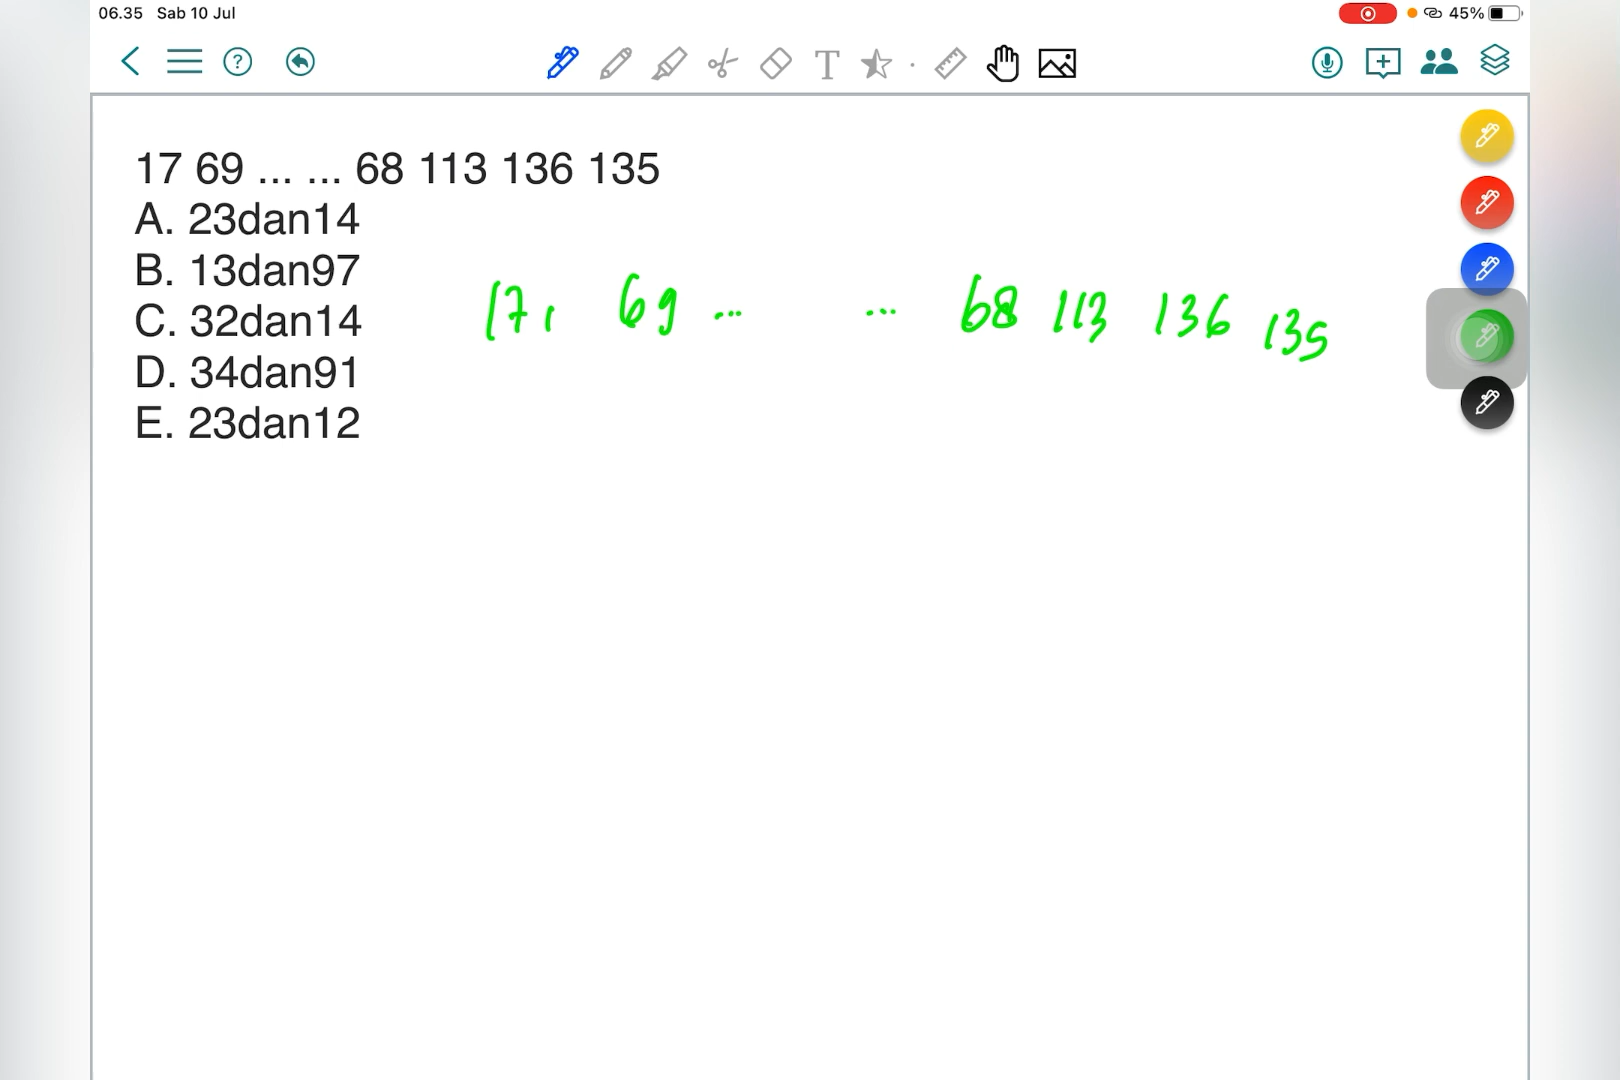 06.35 Sab 10 Jul
45%
?
T
17 69 ... ... 68 113 136 135
A. 23dan14
B. 13dan97
C. 32dan14
D. 34dan91
E. 23dan12
17, 69 ... ... 68 113 136 135